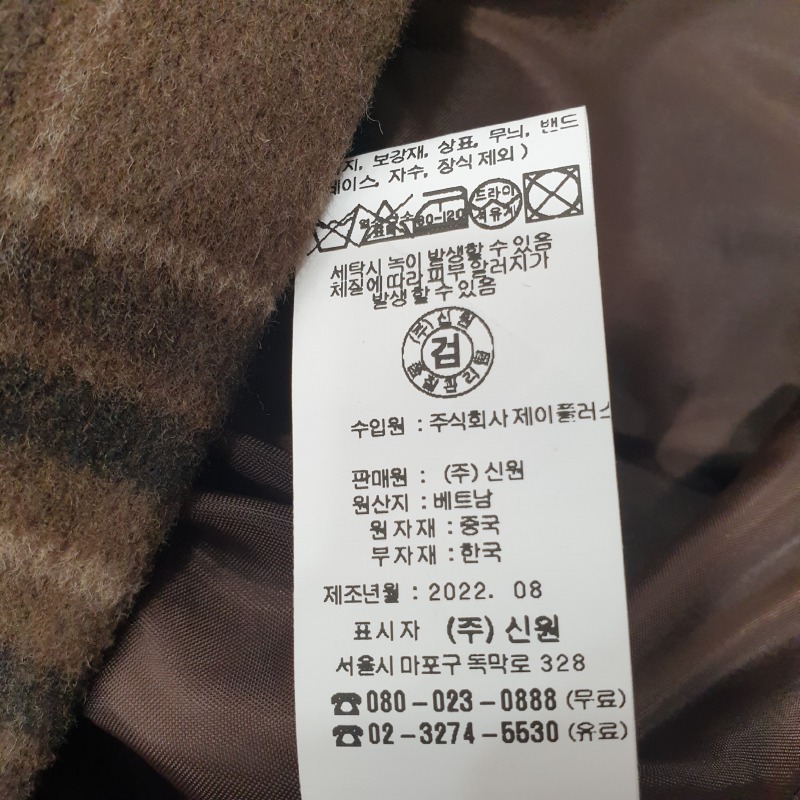 지, 보강재, 상표, 무늬, 밴드
레이스, 자수, 장식 제외 )
80-120
드라이
석유계
세탁시 녹이 발생할 수 있음
체질에 따라 피부 알러지가
발생할 수 있음
(주)신원
검
품질관리
수입원 : 주식회사 제이플러스
판매원 : (주) 신원
원산지 : 베트남
원자재 : 중국
부자재 : 한국
제조년월 : 2022. 08
표시자 (주) 신원
서울시 마포구 독막로 328
☎ 080-023-0888 (무료)
☎ 02-3274-5530 (유료)